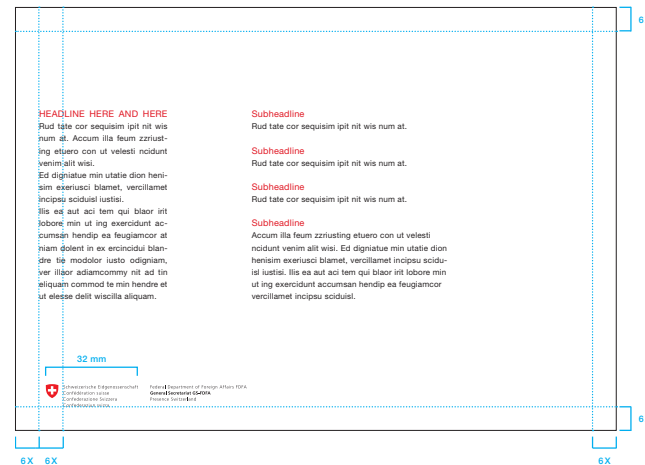 6
HEADLINE HERE AND HERE
Rud tate cor sequisim ipit nit wis
num at. Accum illa feum zzriust-
ing etuero con ut velesti ncidunt
venim alit wisi.
Ed digniatue min utatie dion heni-
sim exeriusci blamet, vercillamet
incipsu sciduisl iustisi.
Ilis ea aut aci tem qui blaor irit
lobore min ut ing exercidunt ac-
cumsan hendip ea feugiamcor at
niam dolent in ex ercincidui blan-
dre tie modolor iusto odigniam,
ver illaor adiamcommy nit ad tin
eliquam commod te min hendre et
ut elesse delit wiscilla aliquam.
Subheadline
Rud tate cor sequisim ipit nit wis num at.
Subheadline
Rud tate cor sequisim ipit nit wis num at.
Subheadline
Rud tate cor sequisim ipit nit wis num at.
Subheadline
Accum illa feum zzriusting etuero con ut velesti
ncidunt venim alit wisi. Ed digniatue min utatie dion
henisim exeriusci blamet, vercillamet incipsu scidu-
isl iustisi. Ilis ea aut aci tem qui blaor irit lobore min
ut ing exercidunt accumsan hendip ea feugiamcor
vercillamet incipsu sciduisl.
32 mm
Schweizerische Eidgenossenschaft
Confédération suisse
Confederazione Svizzera
Confederaziun svizra
Federal Department of Foreign Affairs FDFA
General Secretariat GS-FDFA
Presence Switzerland
6
6X
6X
6X